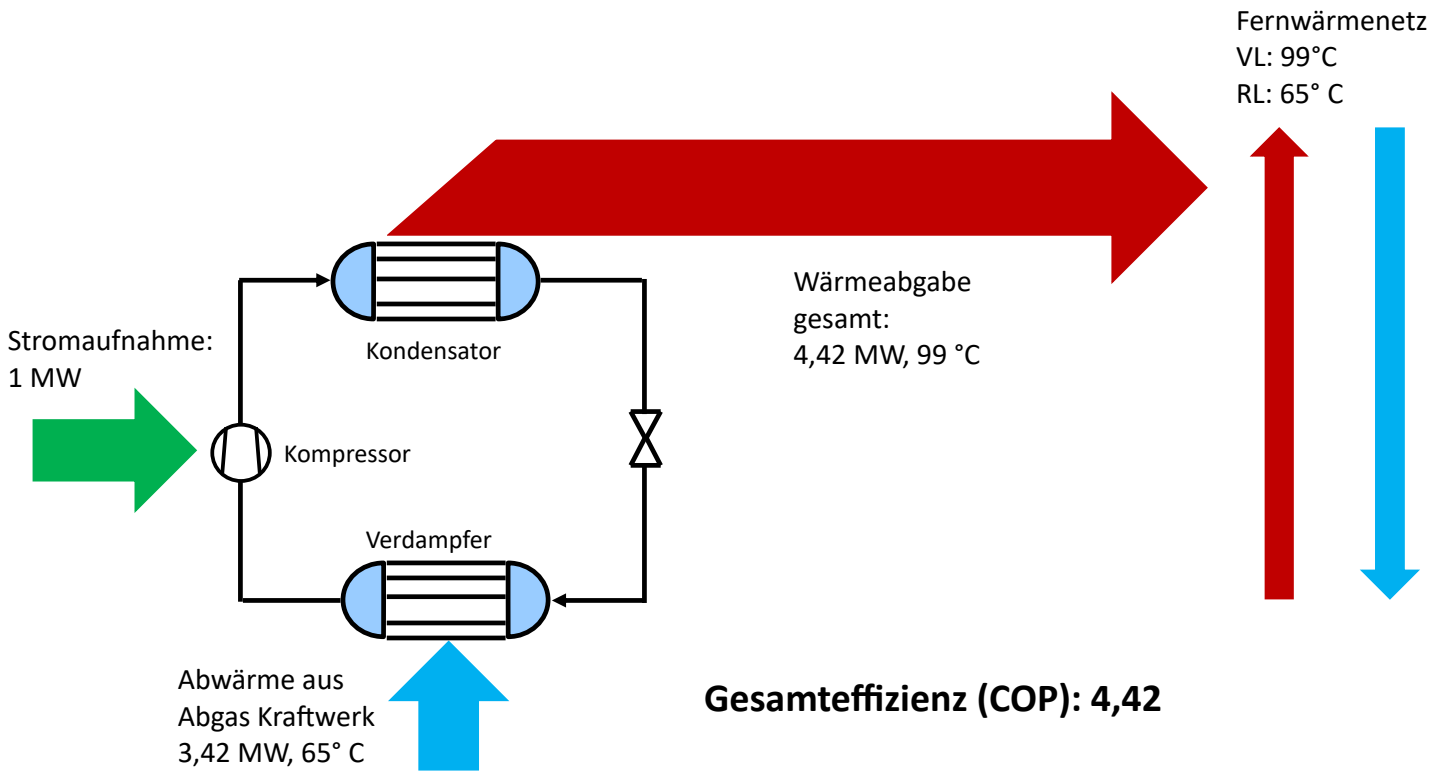 Fernwärmenetz
VL: 99°C
RL: 65° C
Wärmeabgabe
gesamt:
4,42 MW, 99 °C
Stromaufnahme:
1 MW
Kondensator
Kompressor
Verdampfer
Abwärme aus
Abgas Kraftwerk
3,42 MW, 65° C
Gesamteffizienz (COP): 4,42